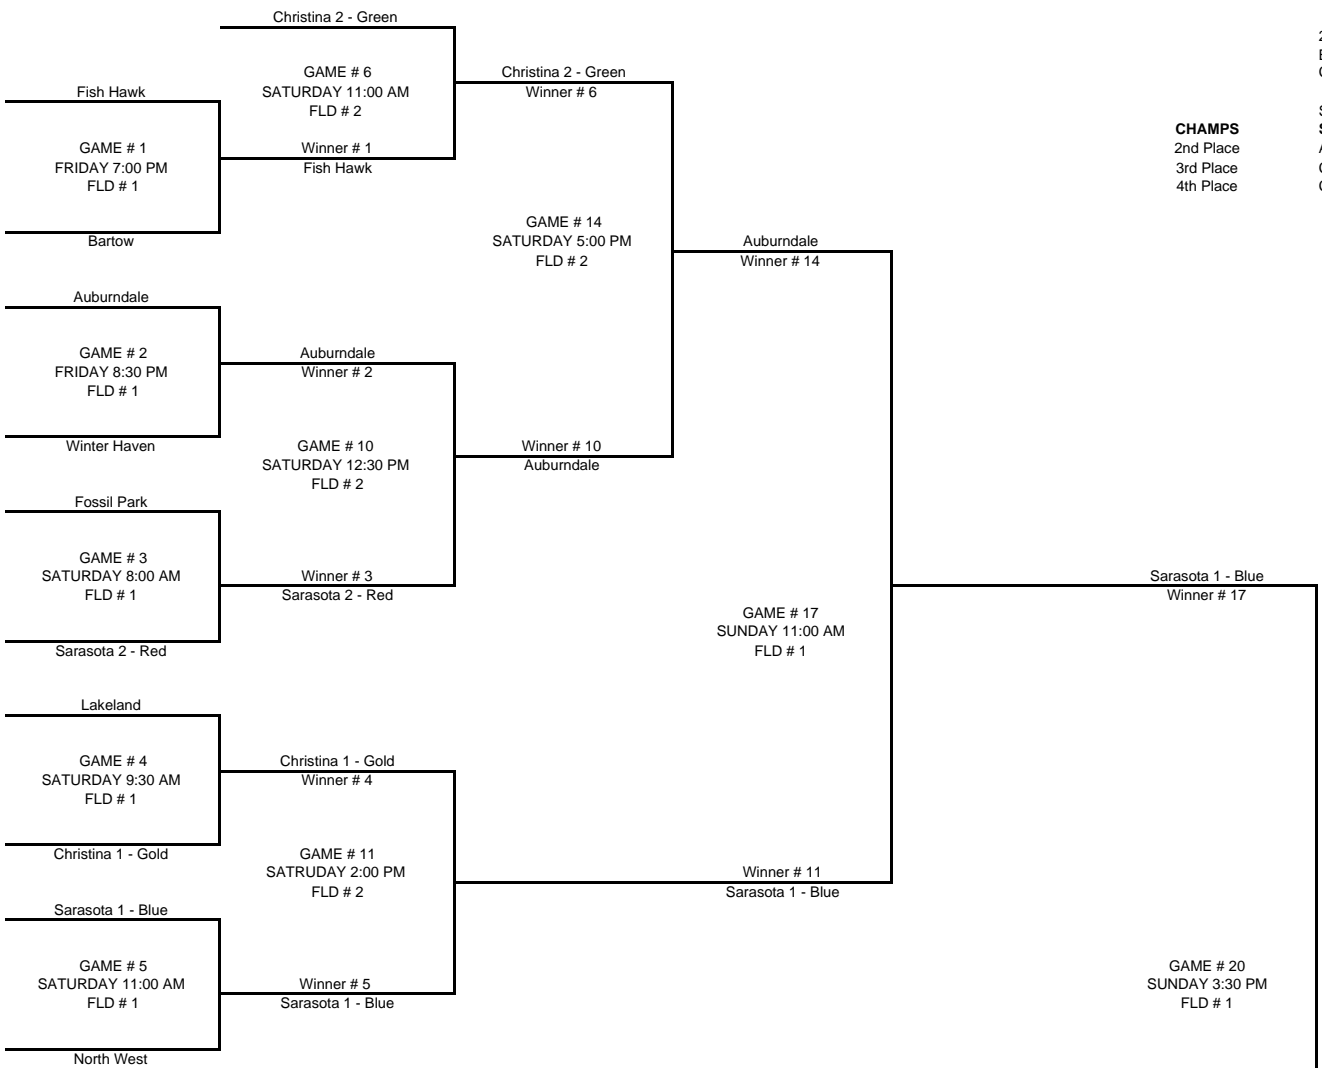 Christina 2 - Green
GAME # 6
SATURDAY 11:00 AM
FLD # 2
Christina 2 - Green
Winner # 6
Fish Hawk
GAME # 1
FRIDAY 7:00 PM
FLD # 1
Winner # 1
Fish Hawk
CHAMPS
2nd Place
3rd Place
4th Place
Bartow
GAME # 14
SATURDAY 5:00 PM
FLD # 2
Auburndale
Winner # 14
Auburndale
GAME # 2
FRIDAY 8:30 PM
FLD # 1
Auburndale
Winner # 2
Winter Haven
GAME # 10
SATURDAY 12:30 PM
FLD # 2
Winner # 10
Auburndale
Fossil Park
GAME # 3
SATURDAY 8:00 AM
FLD # 1
Winner # 3
Sarasota 2 - Red
Sarasota 2 - Red
GAME # 17
SUNDAY 11:00 AM
FLD # 1
Sarasota 1 - Blue
Winner # 17
Lakeland
GAME # 4
SATURDAY 9:30 AM
FLD # 1
Christina 1 - Gold
Winner # 4
Christina 1 - Gold
GAME # 11
SATRUDAY 2:00 PM
FLD # 2
Winner # 11
Sarasota 1 - Blue
Sarasota 1 - Blue
GAME # 5
SATURDAY 11:00 AM
FLD # 1
Winner # 5
Sarasota 1 - Blue
GAME # 20
SUNDAY 3:30 PM
FLD # 1
North West